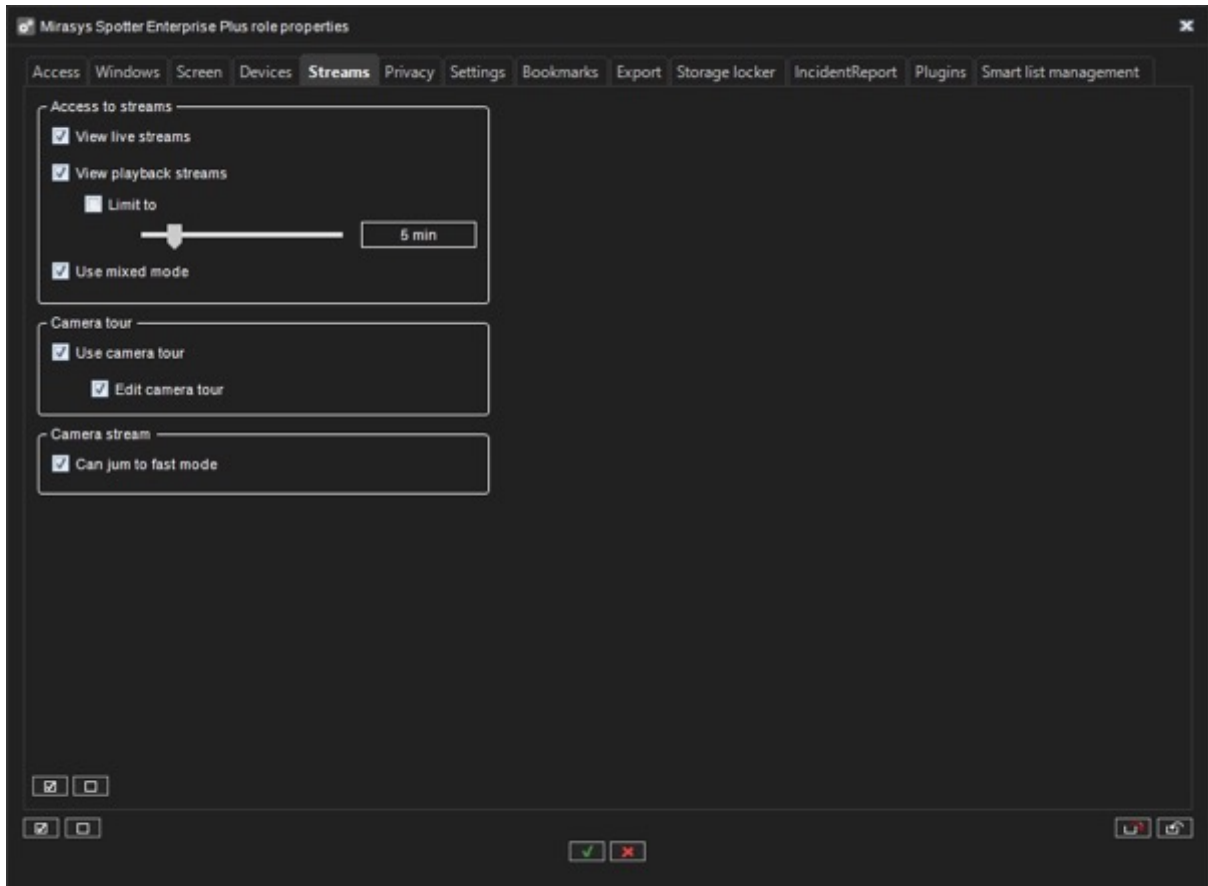 Mirasys Spotter Enterprise Plus role properties
Access Windows Screen Devices Streams Privacy Settings Bookmarks Export Storage locker IncidentReport Plugins Smart list management
Access to streams
View live streams
View playback streams
Limit to
5 min
Use mixed mode
Camera tour
Use camera tour
Edit camera tour
Camera stream
Can jum to fast mode